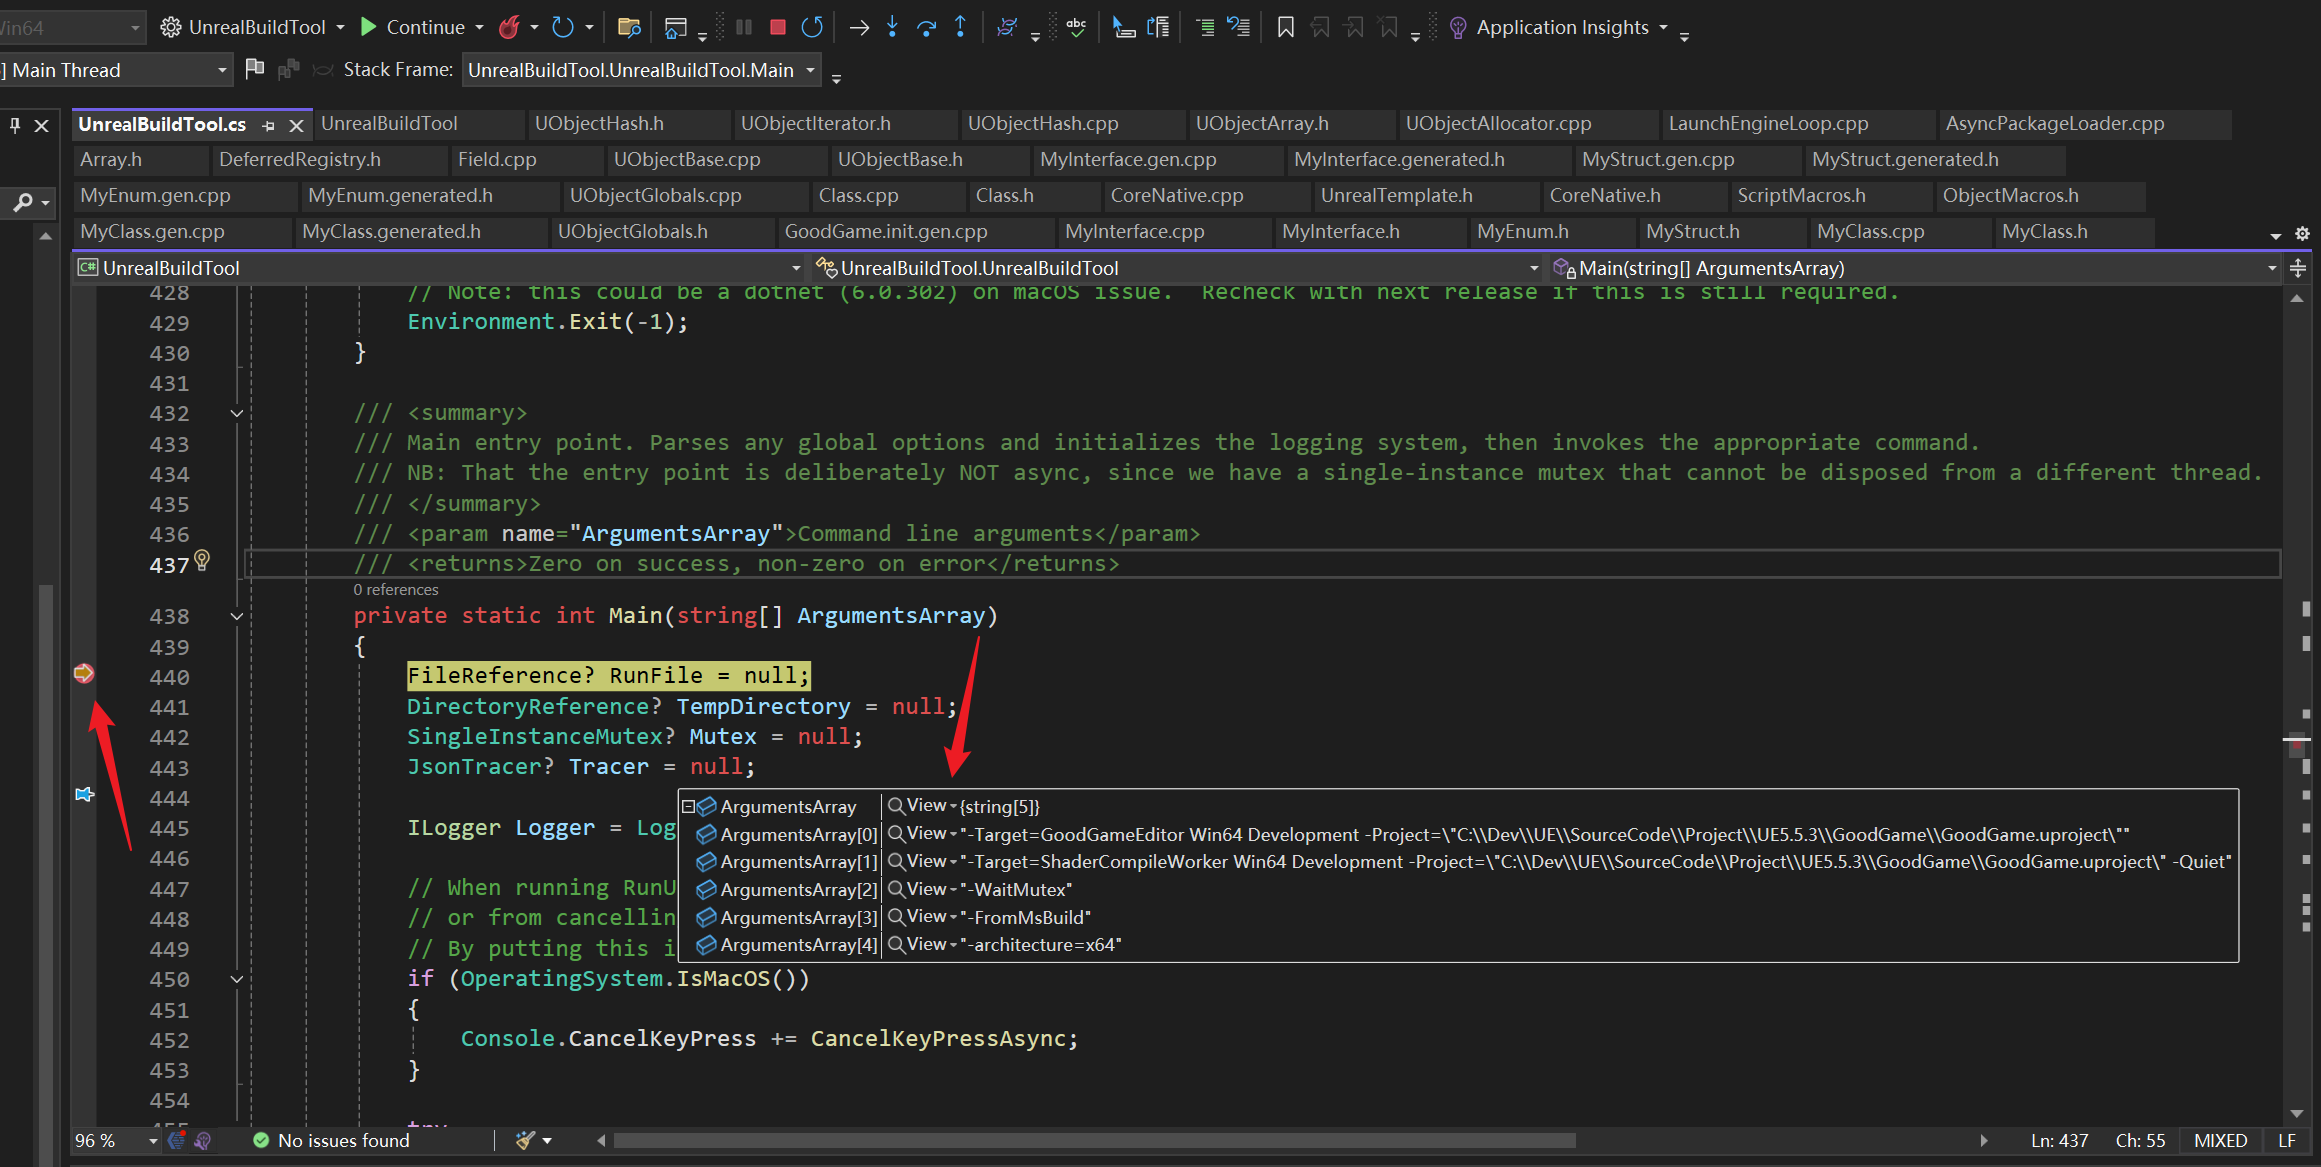 Win64 UnrealBuildTool Continue Application Insights
] Main Thread Stack Frame: UnrealBuildTool.UnrealBuildTool.Main
UnrealBuildTool.cs UnrealBuildTool UObjectHash.h UObjectIterator.h UObjectHash.cpp UObjectArray.h UObjectAllocator.cpp LaunchEngineLoop.cpp AsyncPackageLoader.cpp
Array.h DeferredRegistry.h Field.cpp UObjectBase.cpp UObjectBase.h MyInterface.gen.cpp MyInterface.generated.h MyStruct.gen.cpp MyStruct.generated.h
MyEnum.gen.cpp MyEnum.generated.h UObjectGlobals.cpp Class.cpp Class.h CoreNative.cpp UnrealTemplate.h CoreNative.h ScriptMacros.h ObjectMacros.h
MyClass.gen.cpp MyClass.generated.h UObjectGlobals.h GoodGame.init.gen.cpp MyInterface.cpp MyInterface.h MyEnum.h MyStruct.h MyClass.cpp MyClass.h
C# UnrealBuildTool UnrealBuildTool.UnrealBuildTool Main(string[] ArgumentsArray)
428 // Note: this could be a dotnet (6.0.302) on macOS issue.  Recheck with next release if this is still required.
429 Environment.Exit(-1);
430 }
431
432 /// <summary>
433 /// Main entry point. Parses any global options and initializes the logging system, then invokes the appropriate command.
434 /// NB: That the entry point is deliberately NOT async, since we have a single-instance mutex that cannot be disposed from a different thread.
435 /// </summary>
436 /// <param name="ArgumentsArray">Command line arguments</param>
437 /// <returns>Zero on success, non-zero on error</returns>
0 references
438 private static int Main(string[] ArgumentsArray)
439 {
440 FileReference? RunFile = null;
441 DirectoryReference? TempDirectory = null;
442 SingleInstanceMutex? Mutex = null;
443 JsonTracer? Tracer = null;
444
445 ILogger Logger = Log
446
447 // When running RunU
448 // or from cancellin
449 // By putting this i
ArgumentsArray View {string[5]}
ArgumentsArray[0] View "-Target=GoodGameEditor Win64 Development -Project=\"C:\\Dev\\UE\\SourceCode\\Project\\UE5.5.3\\GoodGame\\GoodGame.uproject\""
ArgumentsArray[1] View "-Target=ShaderCompileWorker Win64 Development -Project=\"C:\\Dev\\UE\\SourceCode\\Project\\UE5.5.3\\GoodGame\\GoodGame.uproject\" -Quiet"
ArgumentsArray[2] View "-WaitMutex"
ArgumentsArray[3] View "-FromMsBuild"
ArgumentsArray[4] View "-architecture=x64"
450 if (OperatingSystem.IsMacOS())
451 {
452 Console.CancelKeyPress += CancelKeyPressAsync;
453 }
454
455 try
96 % No issues found Ln: 437 Ch: 55 MIXED LF